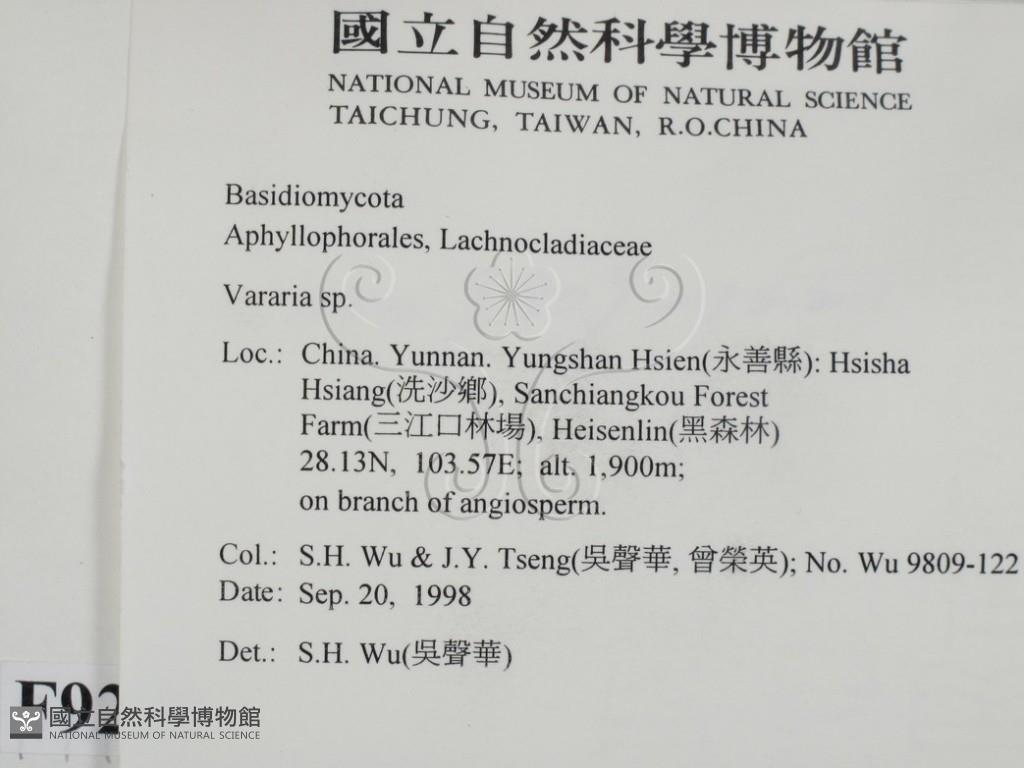 國立自然科學博物館
NATIONAL MUSEUM OF NATURAL SCIENCE
TAICHUNG, TAIWAN, R.O.CHINA
Basidiomycota
Aphyllophorales, Lachnocladiaceae
Vararia sp.
Loc.: China. Yunnan. Yungshan Hsien(永善縣): Hsisha
Hsiang(洗沙鄉), Sanchiangkou Forest
Farm(三江口林場), Heisenlin(黑森林)
28.13N, 103.57E; alt. 1,900m;
on branch of angiosperm.
Col.: S.H. Wu & J.Y. Tseng(吳聲華, 曾榮英); No. Wu 9809-122
Date: Sep. 20, 1998
Det.: S.H. Wu(吳聲華)
F92
國立自然科學博物館
NATIONAL MUSEUM OF NATURAL SCIENCE